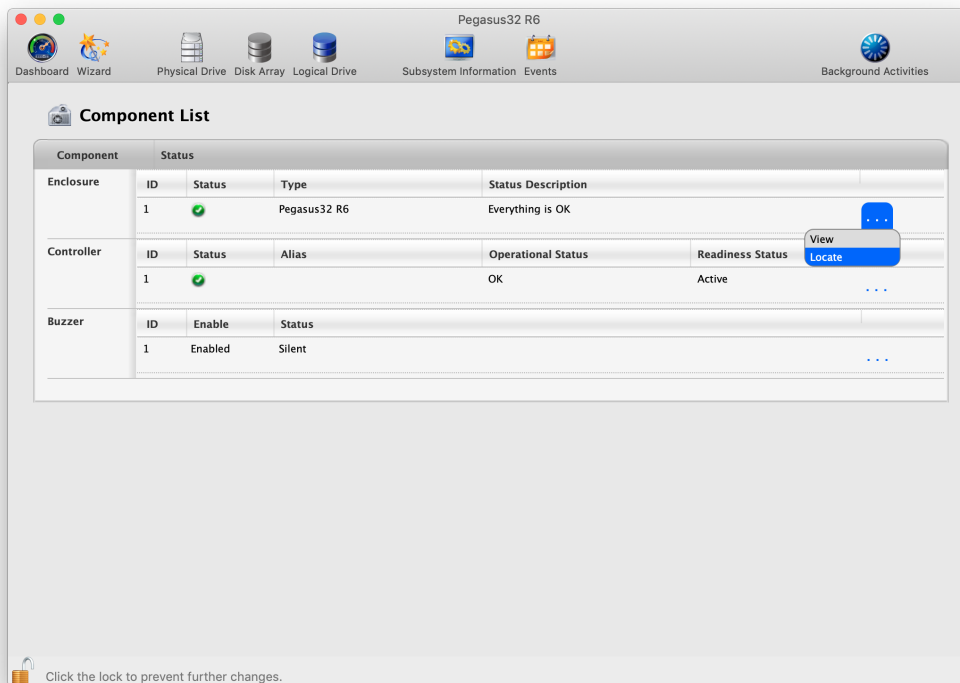 Pegasus32 R6
Dashboard Wizard Physical Drive Disk Array Logical Drive Subsystem Information Events Background Activities
Component List
Component Status
Enclosure ID Status Type Status Description
1 Pegasus32 R6 Everything is OK ...
View
Locate
Controller ID Status Alias Operational Status Readiness Status
1 OK Active ...
Buzzer ID Enable Status
1 Enabled Silent ...
Click the lock to prevent further changes.